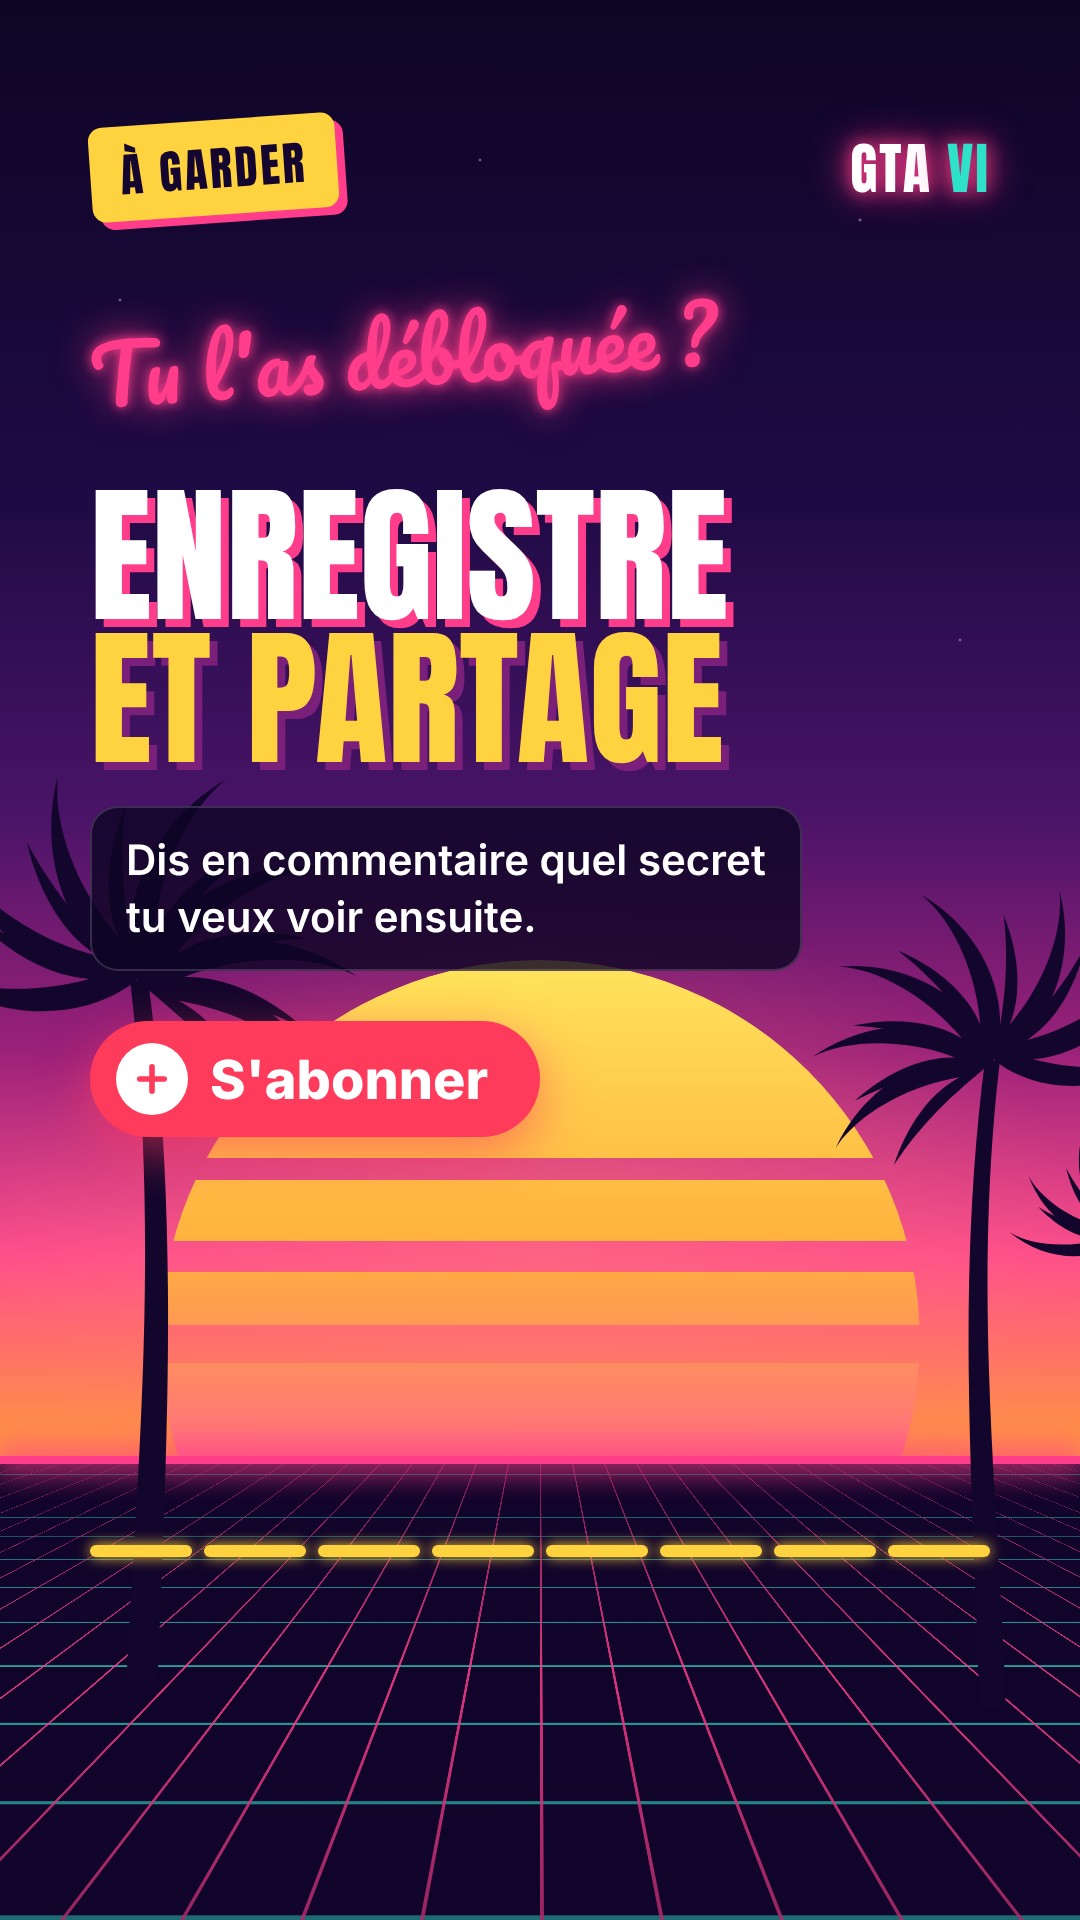 À GARDER
GTA VI
Tu l'as débloquée ?
ENREGISTRE
ET PARTAGE
Dis en commentaire quel secret
tu veux voir ensuite.
S'abonner